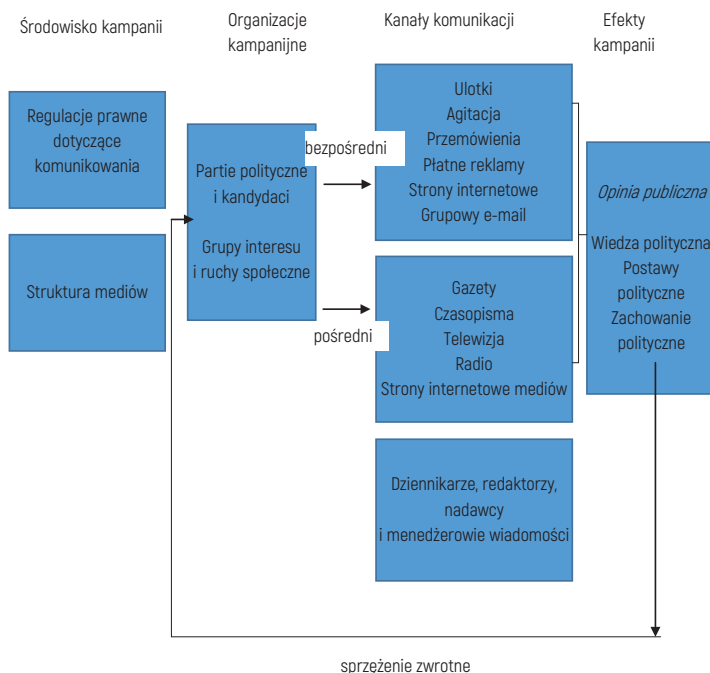 Środowisko kampanii
Organizacje
kampanijne
Kanały komunikacji
Efekty
kampanii
Regulacje prawne
dotyczące
komunikowania
Struktura mediów
Partie polityczne
i kandydaci
Grupy interesu
i ruchy społeczne
bezpośredni
pośredni
Ulotki
Agitacja
Przemówienia
Płatne reklamy
Strony internetowe
Grupowy e-mail
Gazety
Czasopisma
Telewizja
Radio
Strony internetowe mediów
Dziennikarze, redaktorzy,
nadawcy
i menedżerowie wiadomości
Opinia publiczna
Wiedza polityczna
Postawy
polityczne
Zachowanie
polityczne
sprzężenie zwrotne